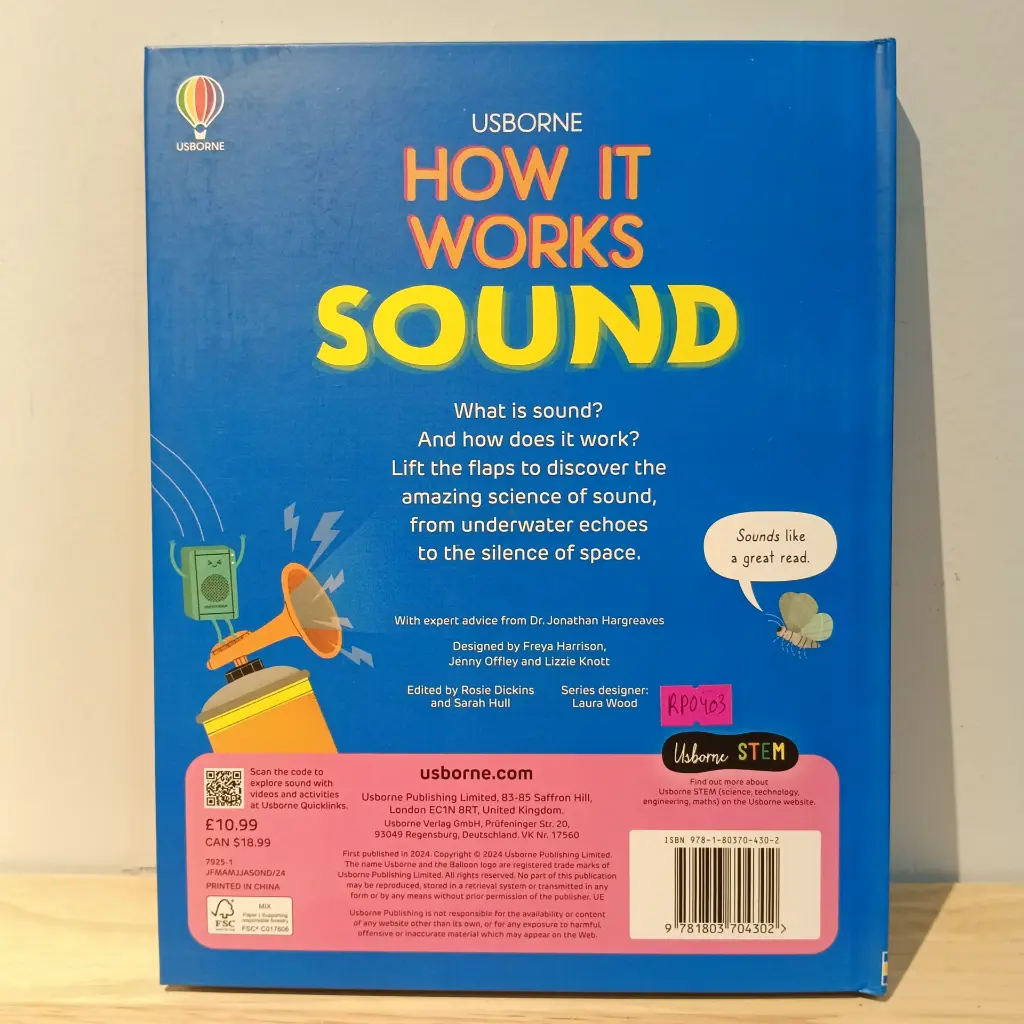 USBORNE
USBORNE
HOW IT
WORKS
SOUND
What is sound?
And how does it work?
Lift the flaps to discover the
amazing science of sound,
from underwater echoes
to the silence of space.
Sounds like
a great read.
With expert advice from Dr. Jonathan Hargreaves
Designed by Freya Harrison,
Jenny Offley and Lizzie Knott
Edited by Rosie Dickins
and Sarah Hull
Series designer:
Laura Wood
RP0403
Usborne STEM
Find out more about
Usborne STEM (science, technology,
engineering, maths) on the Usborne website.
Scan the code to
explore sound with
videos and activities
at Usborne Quicklinks.
£10.99
CAN $18.99
7925-1
JFMAMJJASOND/24
PRINTED IN CHINA
FSC
MIX
Paper | Supporting
responsible forestry
FSC® C017606
usborne.com
Usborne Publishing Limited, 83-85 Saffron Hill,
London EC1N 8RT, United Kingdom.
Usborne Verlag GmbH, Prüfeninger Str. 20,
93049 Regensburg, Deutschland. VK Nr. 17560
First published in 2024. Copyright © 2024 Usborne Publishing Limited.
The name Usborne and the Balloon logo are registered trade marks of
Usborne Publishing Limited. All rights reserved. No part of this publication
may be reproduced, stored in a retrieval system or transmitted in any
form or by any means without prior permission of the publisher. UE
Usborne Publishing is not responsible for the availability or content
of any website other than its own, or for any exposure to harmful,
offensive or inaccurate material which may appear on the Web.
ISBN 978-1-80370-430-2
9 781803 704302 >